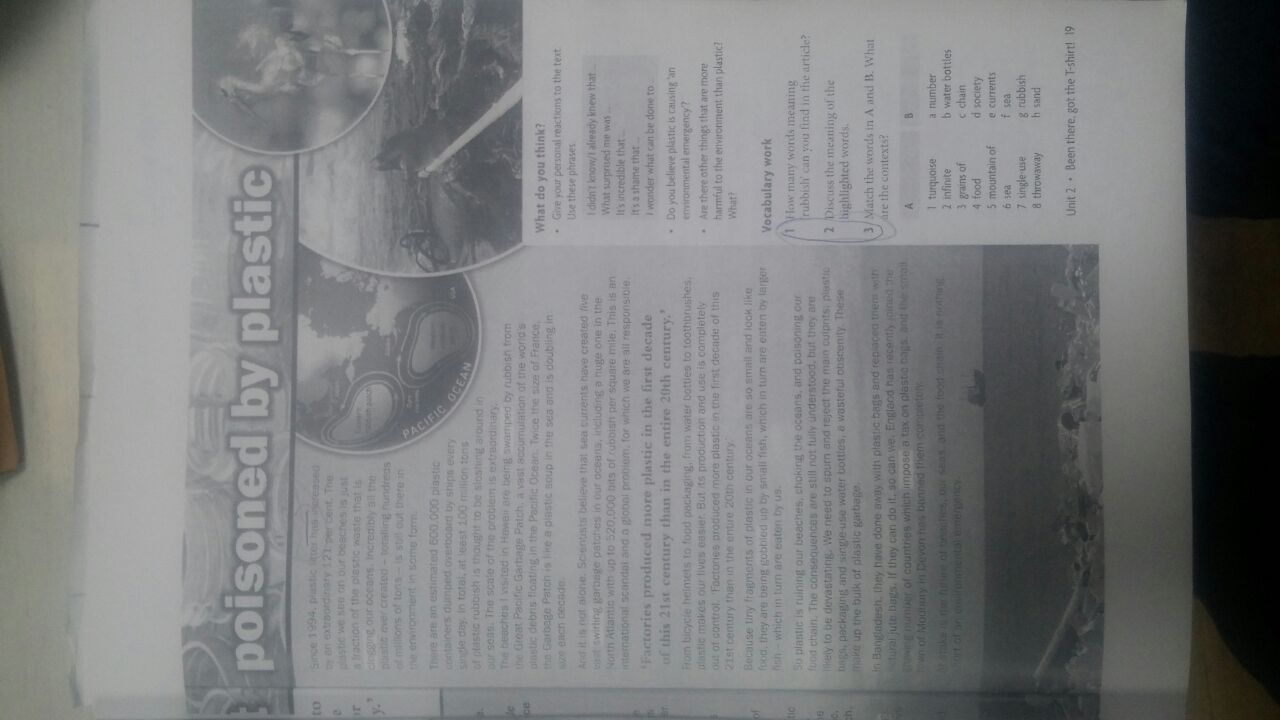 poisoned by plastic
to
e
or
y.'
Since 1994, plastic litter has increased
by an extraordinary 121 per cent. The
plastic we see on our beaches is just
a fraction of the plastic waste that is
clogging our oceans. Incredibly all the
plastic ever created – totalling hundreds
of millions of tons – is still out there in
the environment in some form.
There are an estimated 600,000 plastic
containers dumped overboard by ships every
single day. In total, at least 100 million tons
of plastic rubbish is thought to be sloshing around in
our seas. The scale of the problem is extraordinary.
The beaches I visited in Hawaii are being swamped by rubbish from
the Great Pacific Garbage Patch, a vast accumulation of the world's
plastic debris floating in the Pacific Ocean. Twice the size of France,
the Garbage Patch is like a plastic soup in the sea and is doubling in
size each decade.
And it is not alone. Scientists believe that sea currents have created five
vast swirling garbage patches in our oceans, including a huge one in the
North Atlantic with up to 520,000 bits of rubbish per square mile. This is an
international scandal and a global problem, for which we are all responsible.
'Factories produced more plastic in the first decade
of this 21st century than in the entire 20th century.'
From bicycle helmets to food packaging, from water bottles to toothbrushes,
plastic makes our lives easier. But its production and use is completely
out of control. 'Factories produced more plastic in the first decade of this
21st century than in the entire 20th century.
Because tiny fragments of plastic in our oceans are so small and look like
food, they are being gobbled up by small fish, which in turn are eaten by larger
fish – which in turn are eaten by us.
So plastic is ruining our beaches, choking the oceans, and poisoning our
food chain. The consequences are still not fully understood, but they are
likely to be devastating. We need to spurn and reject the main culprits: plastic
bags, packaging and single-use water bottles, a wasteful obscenity. These
make up the bulk of plastic garbage.
In Bangladesh, they have done away with plastic bags and replaced them with
natural jute bags. If they can do it, so can we. England has recently joined the
growing number of countries which impose a tax on plastic bags, and the small
town of Modbury in Devon has banned them completely.
At stake is the future of beaches, our seas, and the food chain; it is nothing
short of an environmental emergency.
PACIFIC OCEAN
What do you think?
• Give your personal reactions to the text.
Use these phrases.
I didn't know/I already knew that ...
What surprised me was ...
It's incredible that ...
It's a shame that ...
I wonder what can be done to ...
• Do you believe plastic is causing 'an
environmental emergency'?
• Are there other things that are more
harmful to the environment than plastic?
What?
Vocabulary work
1 How many words meaning
'rubbish' can you find in the article?
2 Discuss the meaning of the
highlighted words.
3 Match the words in A and B. What
are the contexts?
A B
1 turquoise a number
2 infinite b water bottles
3 grains of c chain
4 food d society
5 mountain of e currents
6 sea f sea
7 single-use g rubbish
8 throwaway h sand
Unit 2 • Been there, got the T-shirt! 19